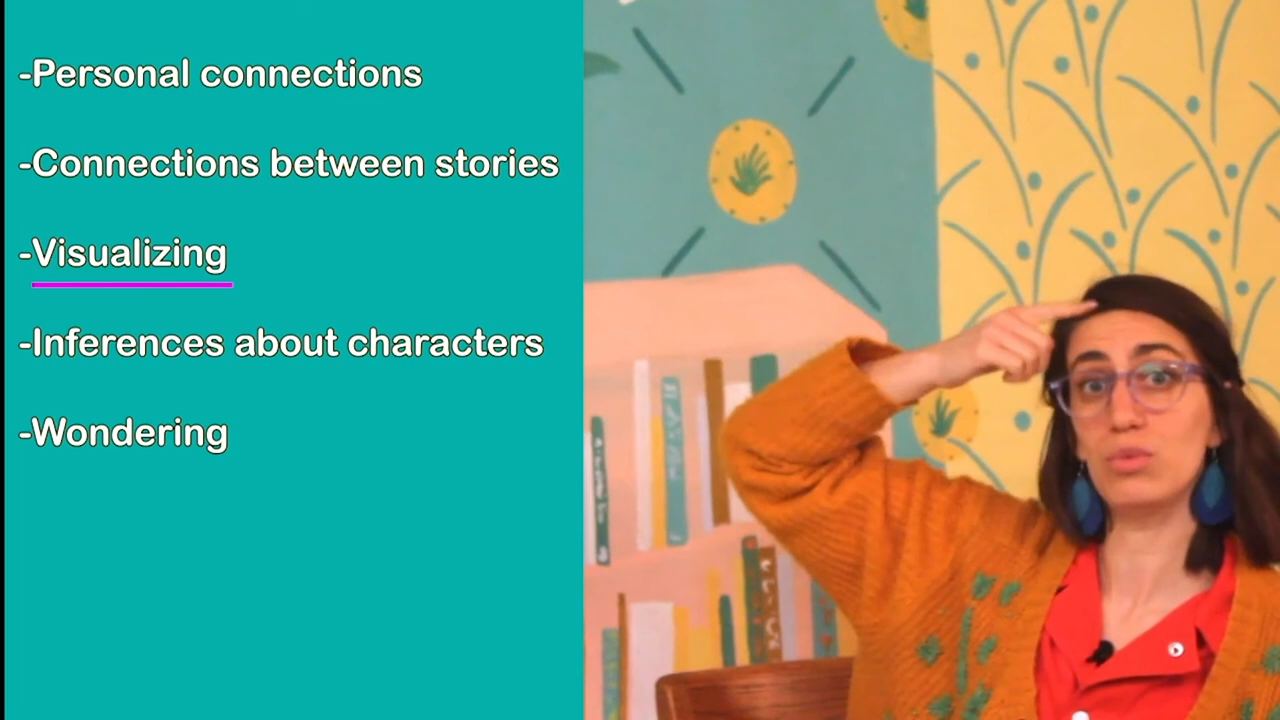 -Personal connections
-Connections between stories
-Visualizing
-Inferences about characters
-Wondering